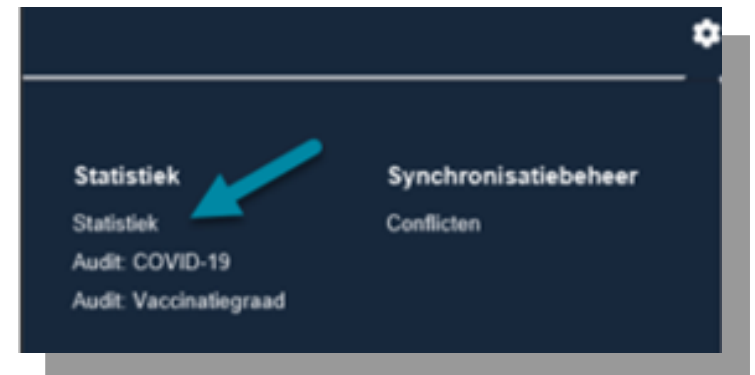 Statistiek
Statistiek
Audit: COVID-19
Audit: Vaccinatiegraad
Synchronisatiebeheer
Conflicten